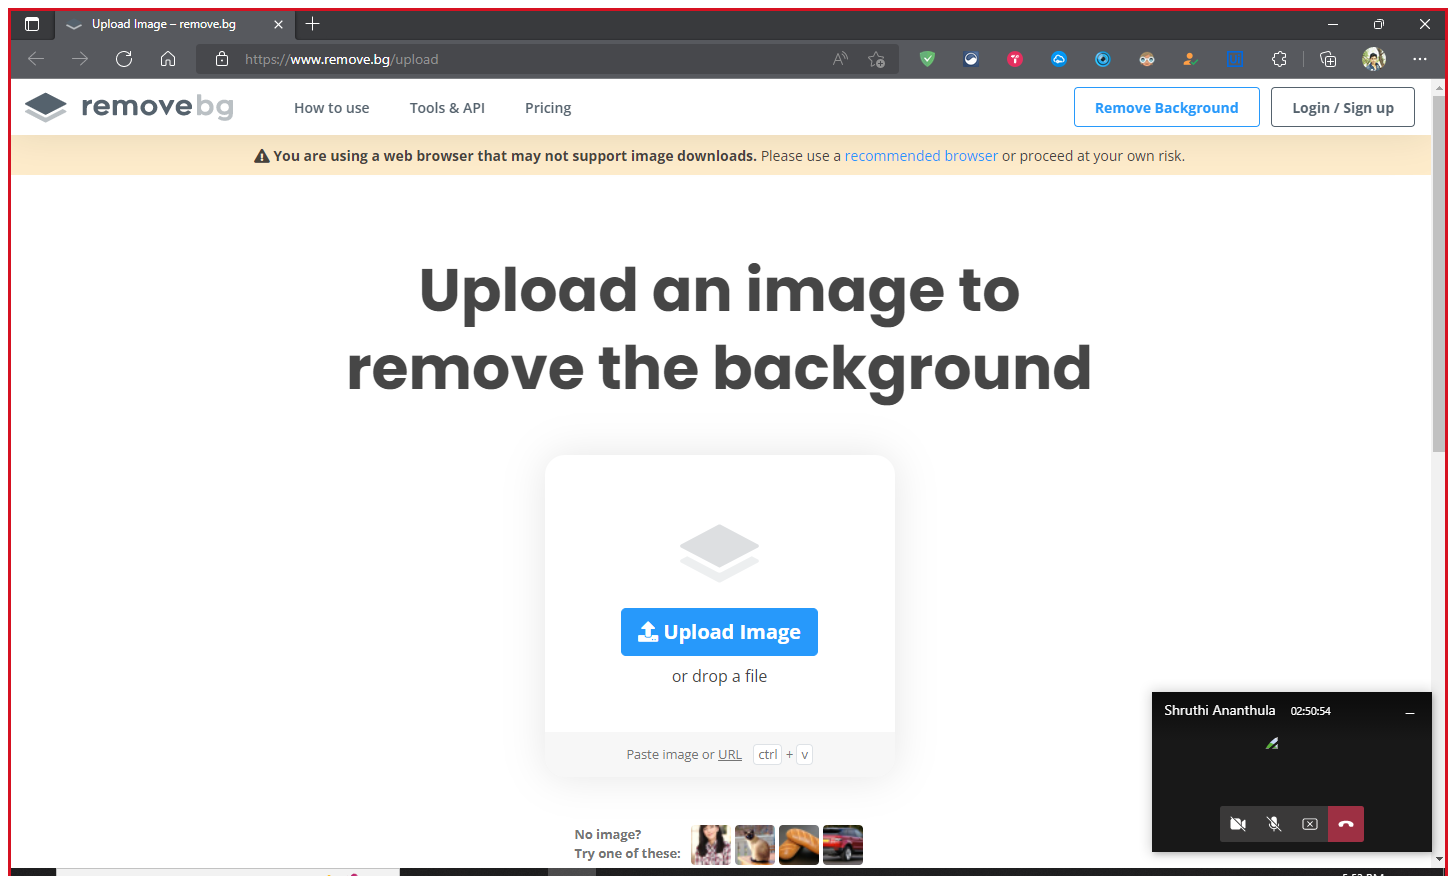 Upload Image – remove.bg
https://www.remove.bg/upload
removebg
How to use
Tools & API
Pricing
Remove Background
Login / Sign up
You are using a web browser that may not support image downloads. Please use a recommended browser or proceed at your own risk.
Upload an image to
remove the background
Upload Image
or drop a file
Paste image or URL ctrl + v
No image?
Try one of these:
Shruthi Ananthula 02:50:54